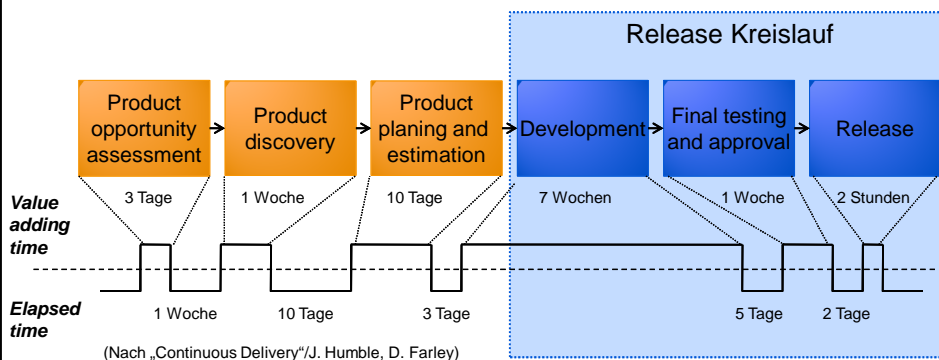 Release Kreislauf
Product
opportunity
assessment
Product
discovery
Product
planing and
estimation
Development
Final testing
and approval
Release
Value
adding
time
3 Tage
1 Woche
10 Tage
7 Wochen
1 Woche
2 Stunden
Elapsed
time
1 Woche
10 Tage
3 Tage
5 Tage
2 Tage
(Nach „Continuous Delivery“/J. Humble, D. Farley)